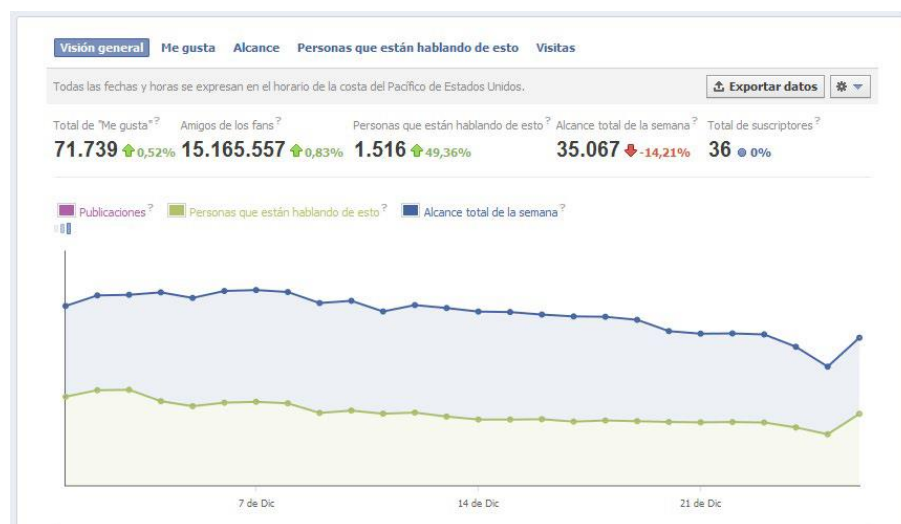 Visión general Me gusta Alcance Personas que están hablando de esto Visitas
Todas las fechas y horas se expresan en el horario de la costa del Pacífico de Estados Unidos. Exportar datos
Total de "Me gusta"? Amigos de los fans? Personas que están hablando de esto? Alcance total de la semana? Total de suscriptores?
71.739 0,52% 15.165.557 0,83% 1.516 49,36% 35.067 -14,21% 36 0%
Publicaciones? Personas que están hablando de esto? Alcance total de la semana?
7 de Dic 14 de Dic 21 de Dic